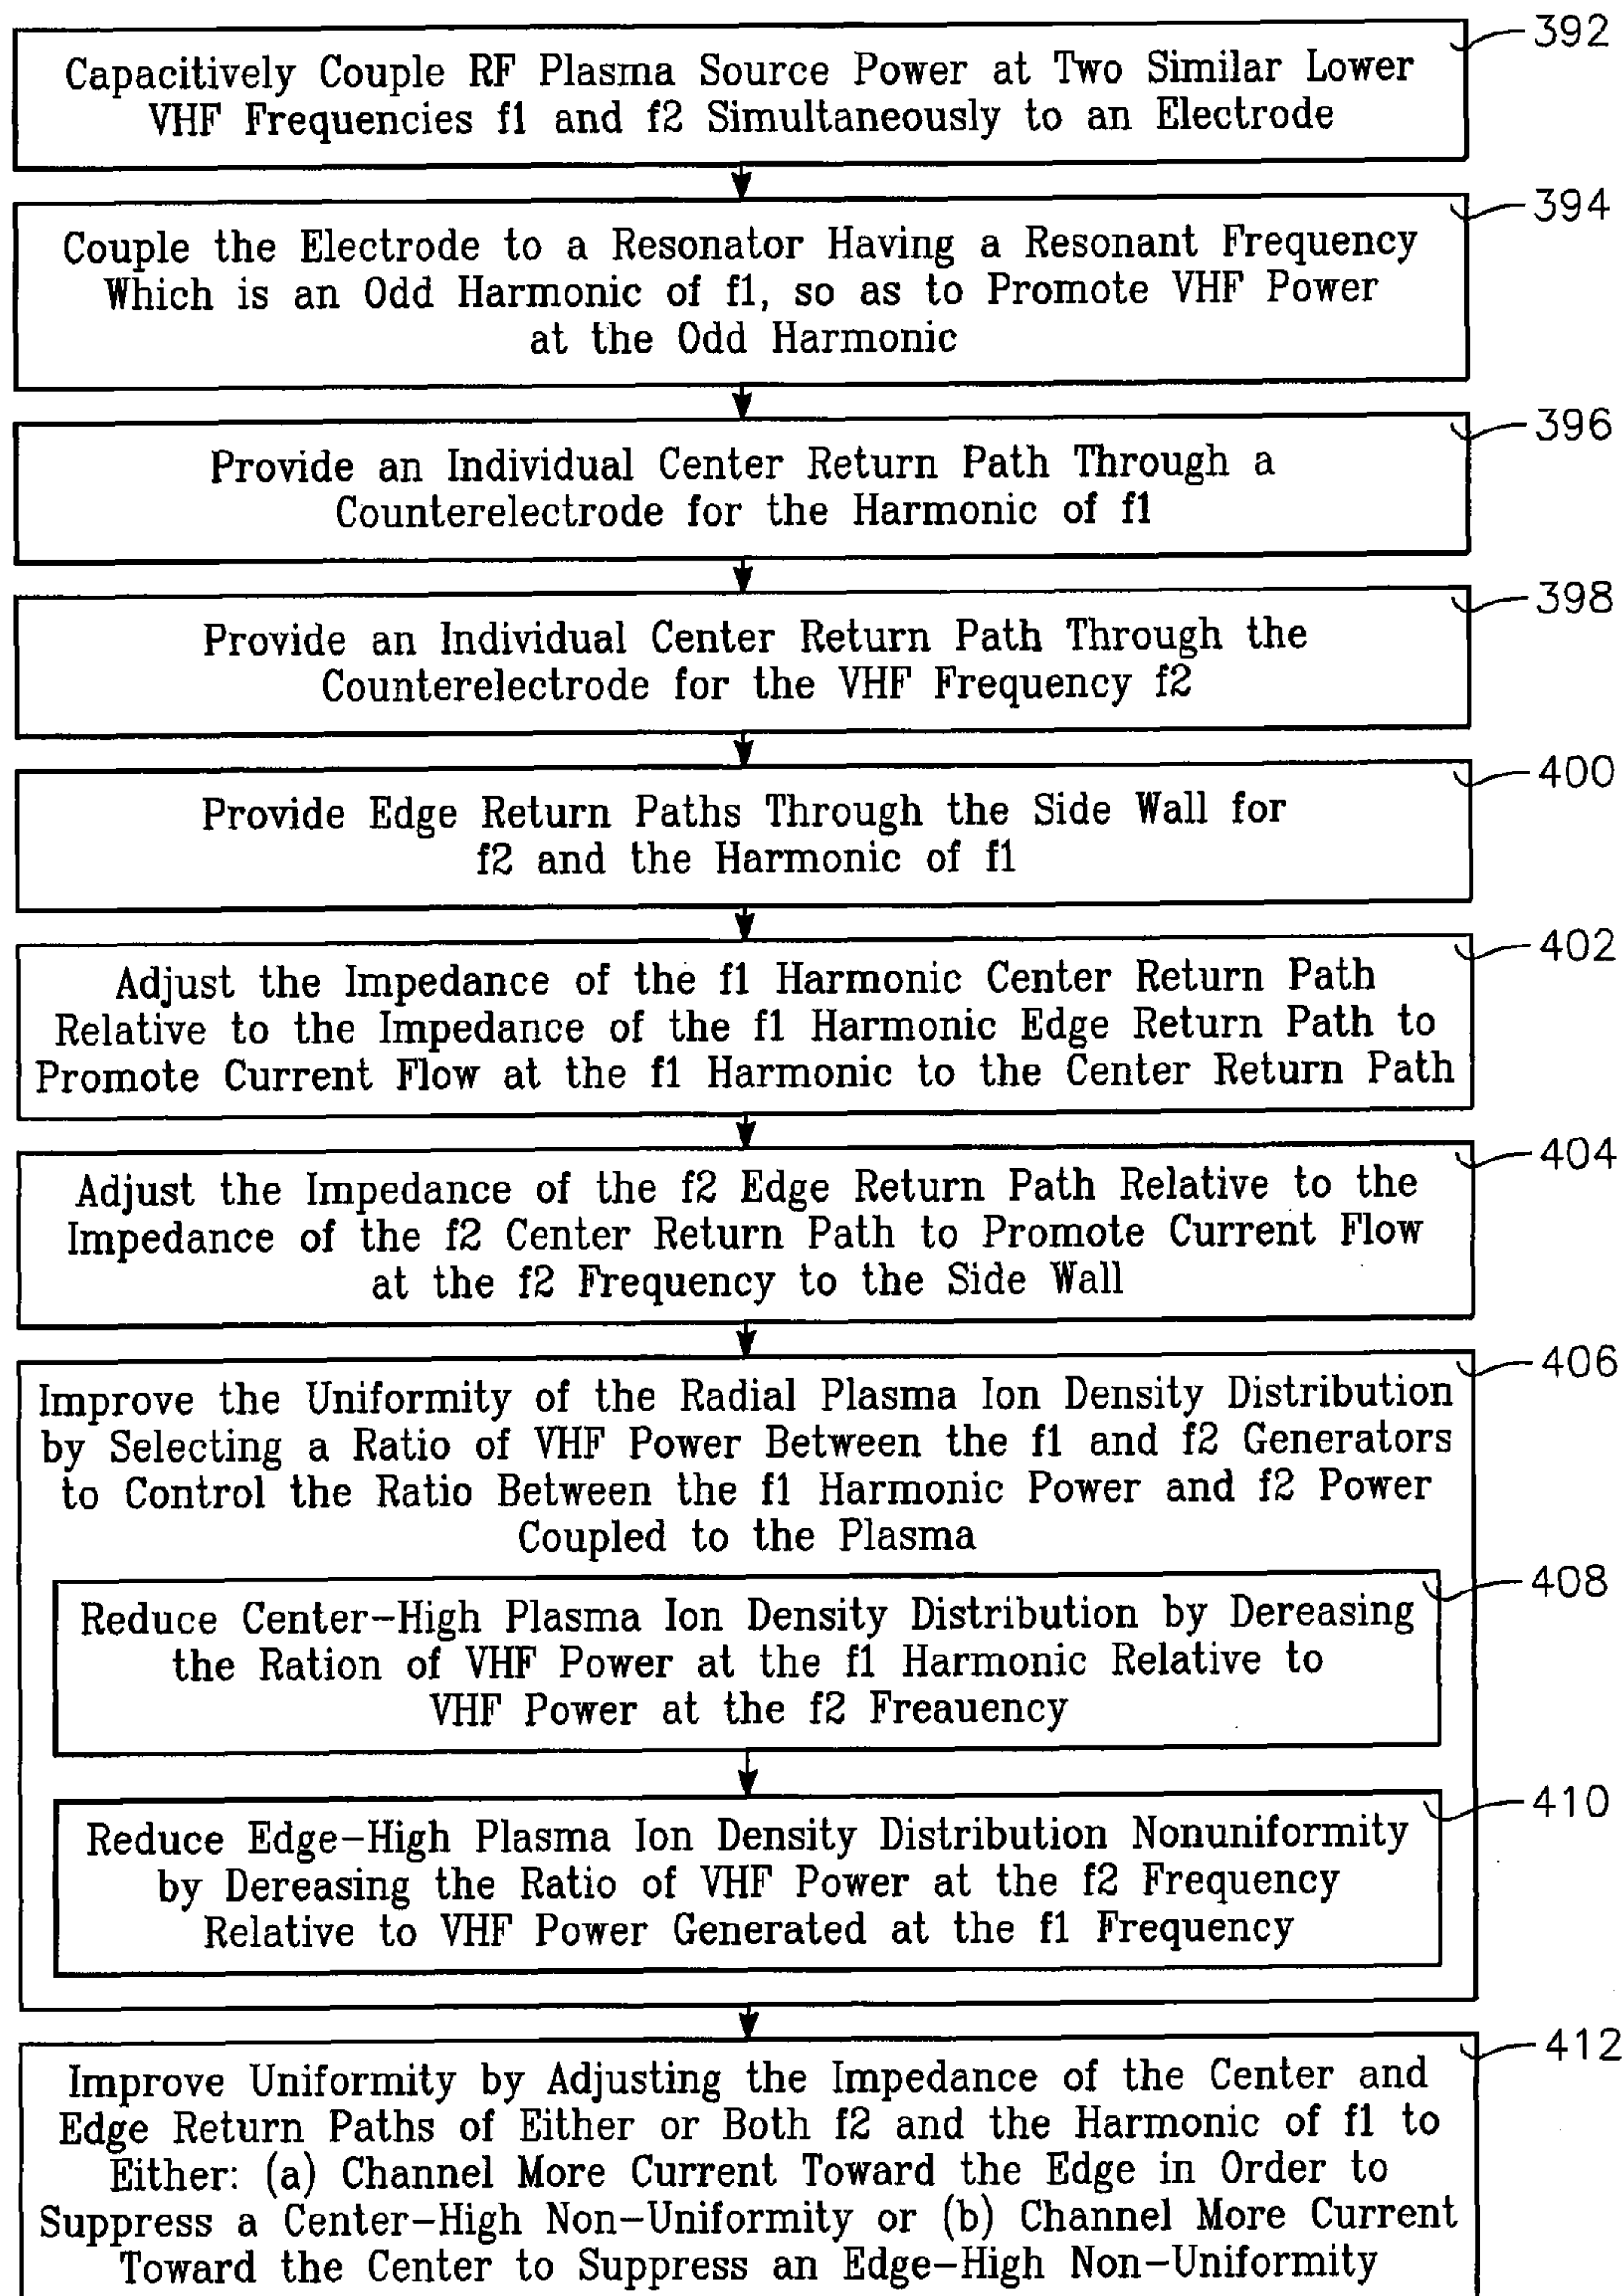 392
Capacitively Couple RF Plasma Source Power at Two Similar Lower
VHF Frequencies f1 and f2 Simultaneously to an Electrode
394
Couple the Electrode to a Resonator Having a Resonant Frequency
Which is an Odd Harmonic of f1, so as to Promote VHF Power
at the Odd Harmonic
396
Provide an Individual Center Return Path Through a
Counterelectrode for the Harmonic of f1
398
Provide an Individual Center Return Path Through the
Counterelectrode for the VHF Frequency f2
400
Provide Edge Return Paths Through the Side Wall for
f2 and the Harmonic of f1
402
Adjust the Impedance of the f1 Harmonic Center Return Path
Relative to the Impedance of the f1 Harmonic Edge Return Path to
Promote Current Flow at the f1 Harmonic to the Center Return Path
404
Adjust the Impedance of the f2 Edge Return Path Relative to the
Impedance of the f2 Center Return Path to Promote Current Flow
at the f2 Frequency to the Side Wall
406
Improve the Uniformity of the Radial Plasma Ion Density Distribution
by Selecting a Ratio of VHF Power Between the f1 and f2 Generators
to Control the Ratio Between the f1 Harmonic Power and f2 Power
Coupled to the Plasma
408
Reduce Center-High Plasma Ion Density Distribution by Dereasing
the Ration of VHF Power at the f1 Harmonic Relative to
VHF Power at the f2 Freauency
410
Reduce Edge-High Plasma Ion Density Distribution Nonuniformity
by Dereasing the Ratio of VHF Power at the f2 Frequency
Relative to VHF Power Generated at the f1 Frequency
412
Improve Uniformity by Adjusting the Impedance of the Center and
Edge Return Paths of Either or Both f2 and the Harmonic of f1 to
Either: (a) Channel More Current Toward the Edge in Order to
Suppress a Center-High Non-Uniformity or (b) Channel More Current
Toward the Center to Suppress an Edge-High Non-Uniformity